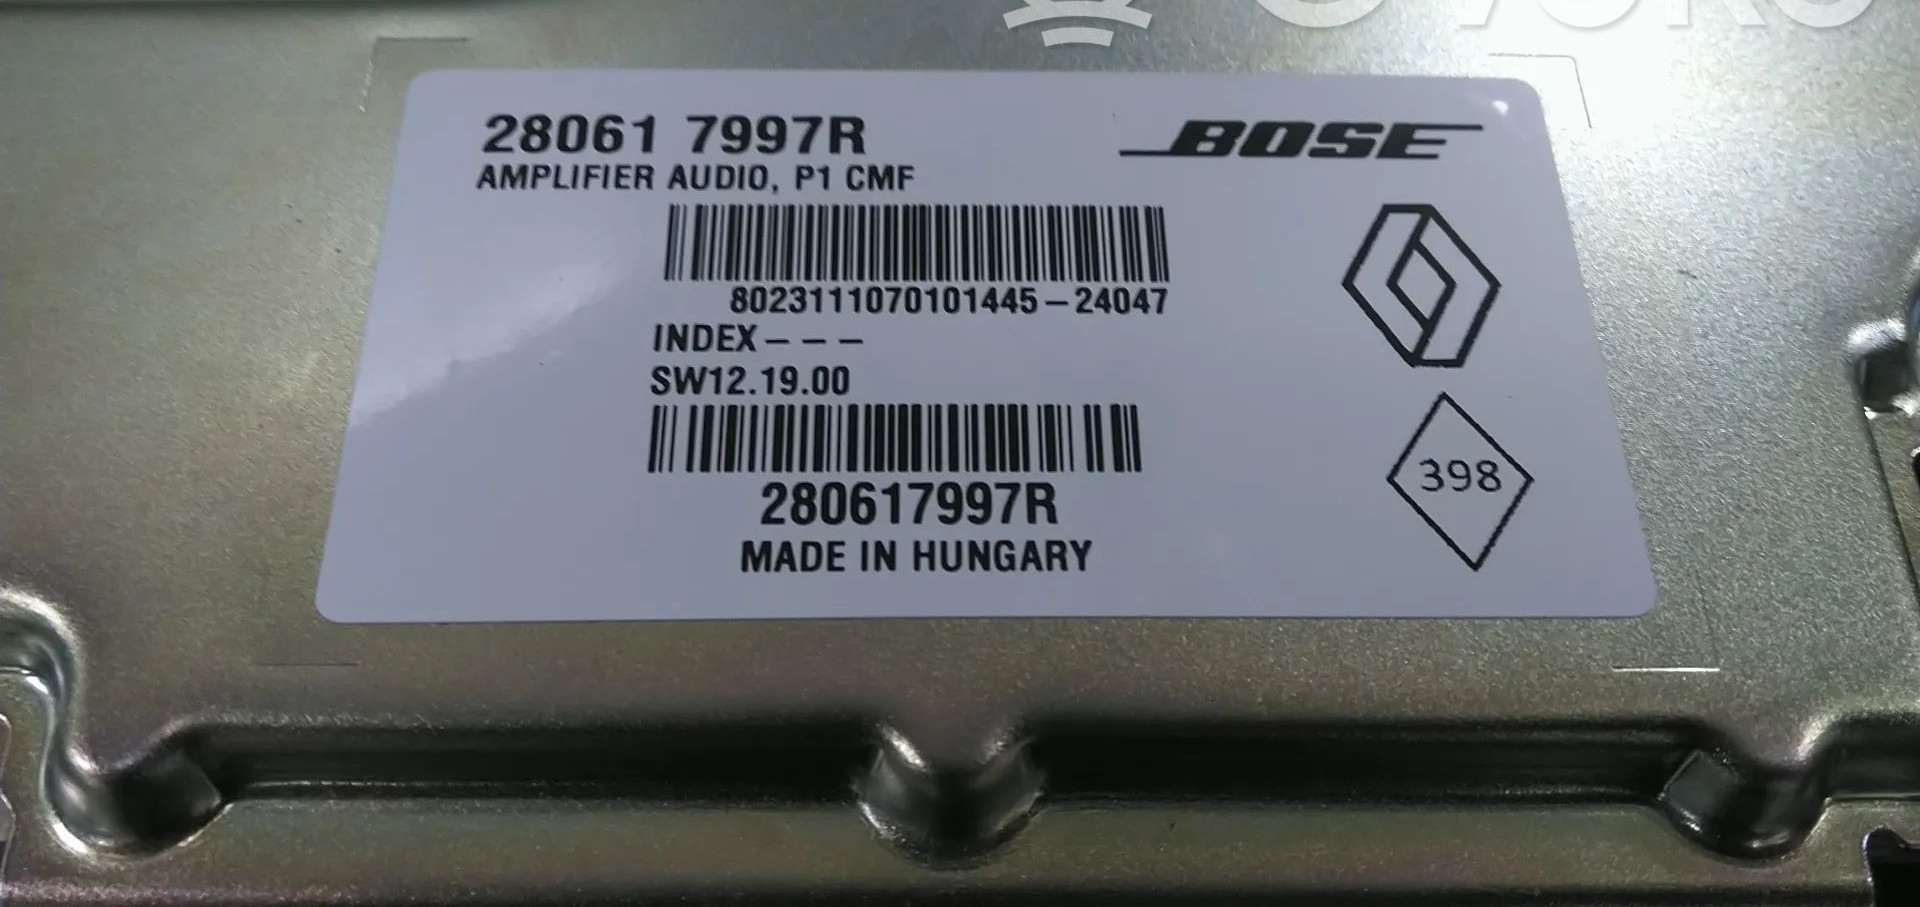 28061 7997R
BOSE
AMPLIFIER AUDIO, P1 CMF
8023111070101445-24047
INDEX---
SW12.19.00
398
280617997R
MADE IN HUNGARY